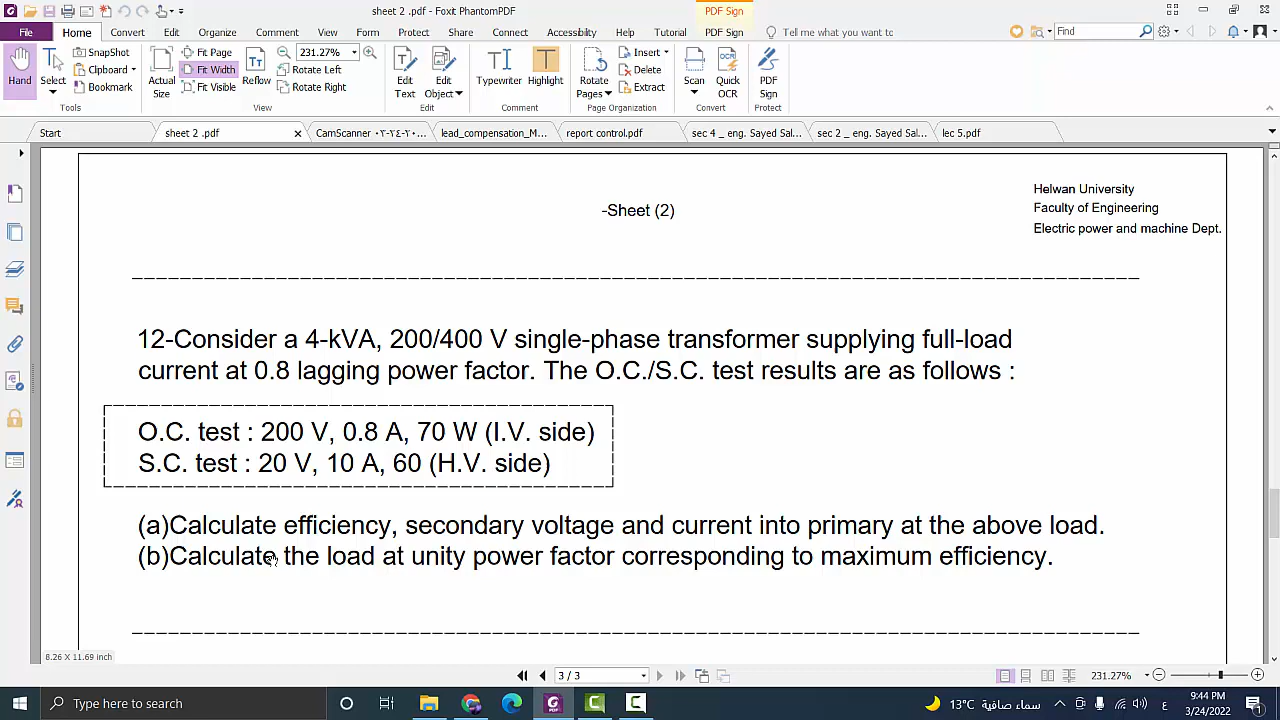 sheet 2 .pdf - Foxit PhantomPDF
PDF Sign
File
Home
Convert
Organize
View
Form
Comment
Protect
Share
Connect
Accessibility
Help
Tutorial
PDF Sign
Tell me what you want to
Find
Hand
Select
SnapShot
Clipboard
Bookmark
Tools
Actual Size
Fit Page
Fit Width
Fit Visible
Reflow
231.27%
Rotate Left
Rotate Right
View
Edit Text
Edit Object
Edit
Typewriter
Highlight
Comment
Rotate Pages
Insert
Delete
Extract
Page Organization
Scan
Quick OCR
Convert
PDF Sign
Protect
Start
sheet 2 .pdf
CamScanner ٠٣-٢٤-٢٠...
lead_compensation_M...
report control.pdf
sec 4 _ eng. Sayed Sal...
sec 2 _ eng. Sayed Sal...
lec 5.pdf
Helwan University
-Sheet (2)
Faculty of Engineering
Electric power and machine Dept.
12-Consider a 4-kVA, 200/400 V single-phase transformer supplying full-load
current at 0.8 lagging power factor. The O.C./S.C. test results are as follows :
O.C. test : 200 V, 0.8 A, 70 W (I.V. side)
S.C. test : 20 V, 10 A, 60 (H.V. side)
(a)Calculate efficiency, secondary voltage and current into primary at the above load.
(b)Calculate the load at unity power factor corresponding to maximum efficiency.
8.26 X 11.69 inch
3 / 3
231.27%
Type here to search
13°C سماء صافية
ع
9:44 PM
3/24/2022